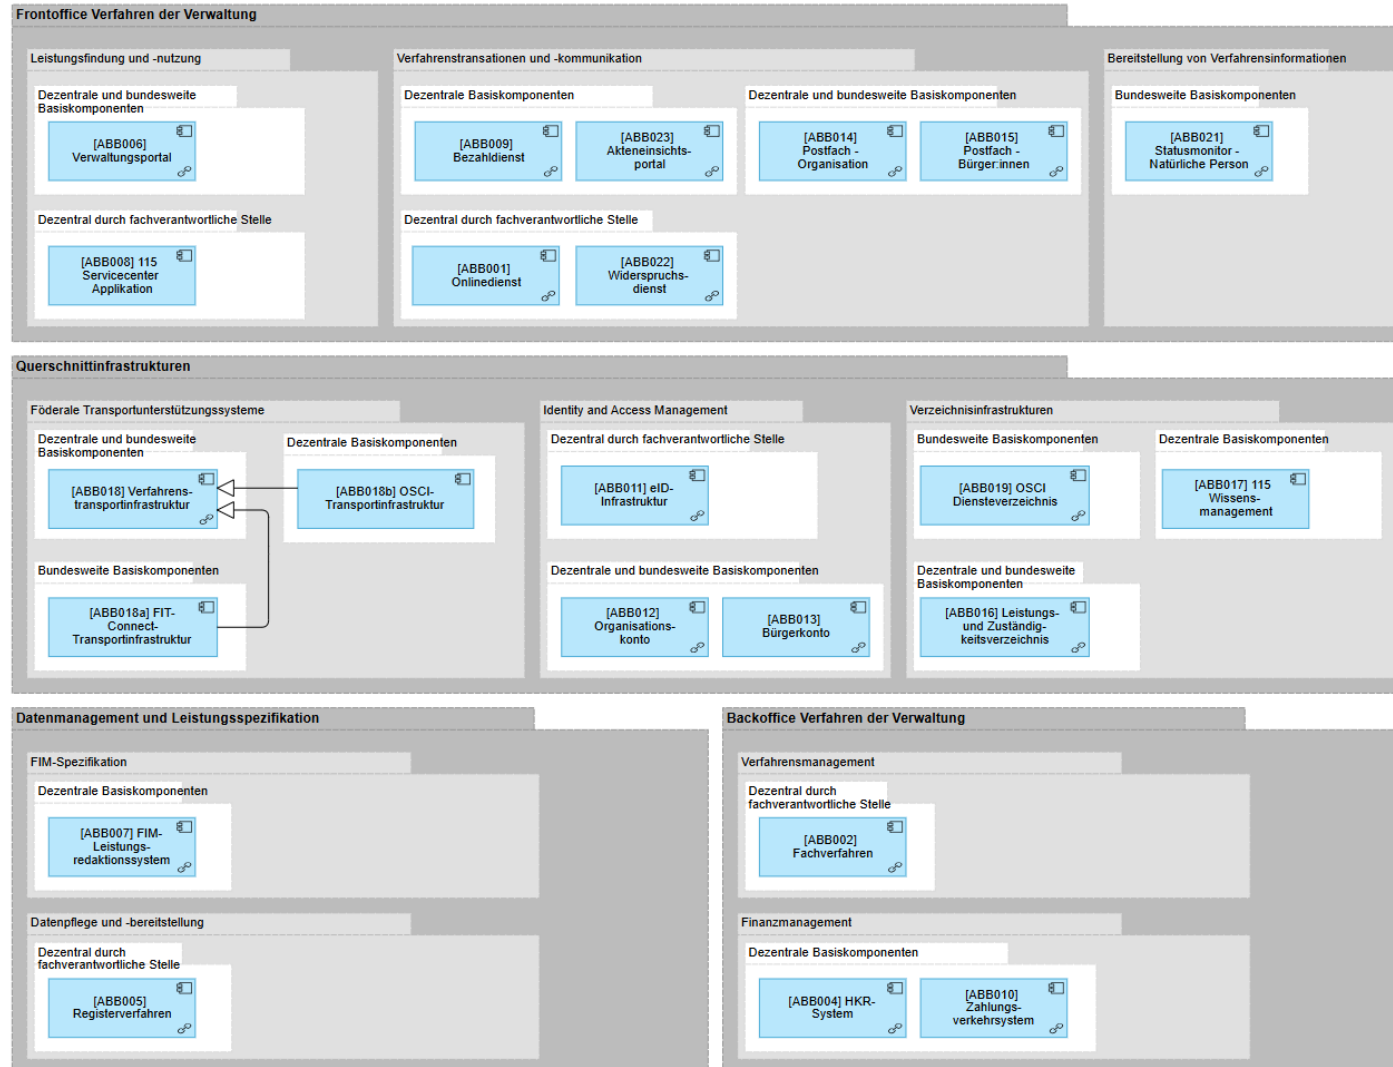 Frontoffice Verfahren der Verwaltung
Leistungsfindung und -nutzung
Dezentrale und bundesweite
Basiskomponenten
[ABB006]
Verwaltungsportal
Dezentral durch fachverantwortliche Stelle
[ABB008] 115
Servicecenter
Applikation
Verfahrenstransationen und -kommunikation
Dezentrale Basiskomponenten
[ABB009]
Bezahldienst
[ABB023]
Akteneinsichts-
portal
Dezentrale und bundesweite Basiskomponenten
[ABB014]
Postfach -
Organisation
[ABB015]
Postfach -
Bürger:innen
Dezentral durch fachverantwortliche Stelle
[ABB001]
Onlinedienst
[ABB022]
Widerspruchs-
dienst
Bereitstellung von Verfahrensinformationen
Bundesweite Basiskomponenten
[ABB021]
Statusmonitor -
Natürliche Person
Querschnittinfrastrukturen
Föderale Transportunterstützungssysteme
Dezentrale und bundesweite
Basiskomponenten
[ABB018] Verfahrens-
transportinfrastruktur
Dezentrale Basiskomponenten
[ABB018b] OSCI-
Transportinfrastruktur
Bundesweite Basiskomponenten
[ABB018a] FIT-
Connect-
Transportinfrastruktur
Identity and Access Management
Dezentral durch fachverantwortliche Stelle
[ABB011] eID-
Infrastruktur
Dezentrale und bundesweite Basiskomponenten
[ABB012]
Organisations-
konto
[ABB013]
Bürgerkonto
Verzeichnisinfrastrukturen
Bundesweite Basiskomponenten
[ABB019] OSCI
Diensteverzeichnis
Dezentrale Basiskomponenten
[ABB017] 115
Wissens-
management
Dezentrale und bundesweite
Basiskomponenten
[ABB016] Leistungs-
und Zuständig-
keitsverzeichnis
Datenmanagement und Leistungsspezifikation
FIM-Spezifikation
Dezentrale Basiskomponenten
[ABB007] FIM-
Leistungs-
redaktionssystem
Datenpflege und -bereitstellung
Dezentral durch
fachverantwortliche Stelle
[ABB005]
Registerverfahren
Backoffice Verfahren der Verwaltung
Verfahrensmanagement
Dezentral durch
fachverantwortliche Stelle
[ABB002]
Fachverfahren
Finanzmanagement
Dezentrale Basiskomponenten
[ABB004] HKR-
System
[ABB010]
Zahlungs-
verkehrsystem